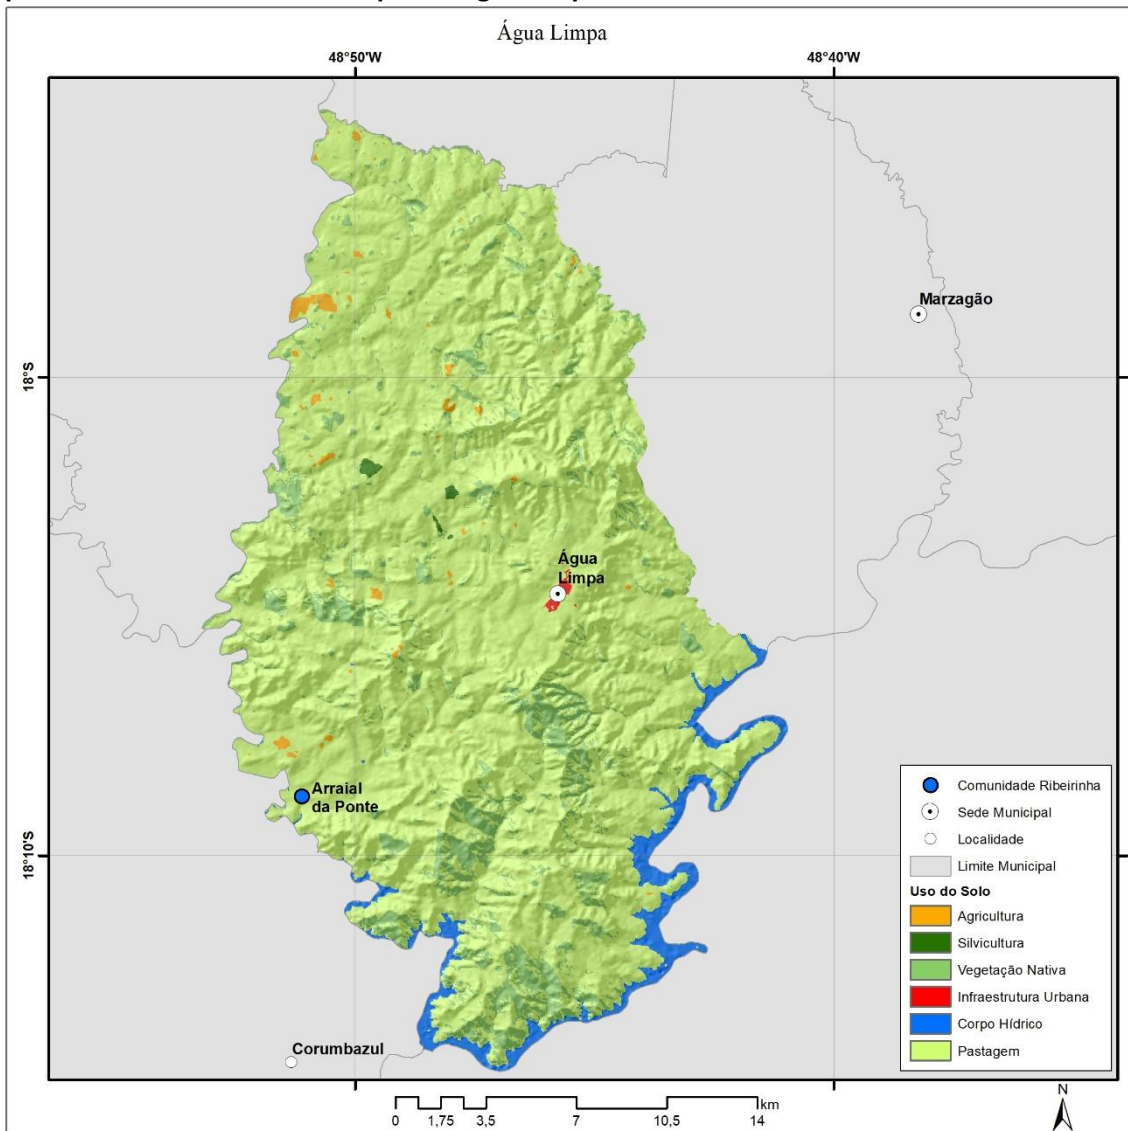 Água Limpa
48°50'W
48°40'W
Marzagão
18°S
Água
Limpa
Arraial
da Ponte
18°10'S
Corumbazul
Comunidade Ribeirinha
Sede Municipal
Localidade
Limite Municipal
Uso do Solo
Agricultura
Silvicultura
Vegetação Nativa
Infraestrutura Urbana
Corpo Hídrico
Pastagem
km
0 1,75 3,5 7 10,5 14
N